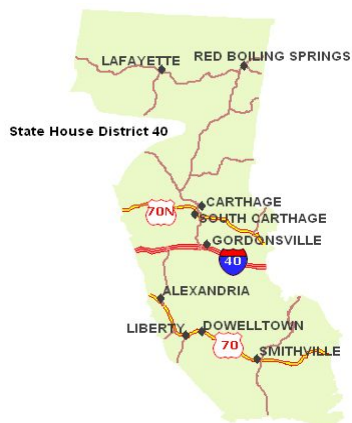 LAFAYETTE
RED BOILING SPRINGS
State House District 40
CARTHAGE
70N
SOUTH CARTHAGE
GORDONSVILLE
40
ALEXANDRIA
LIBERTY
DOWELLTOWN
70
SMITHVILLE